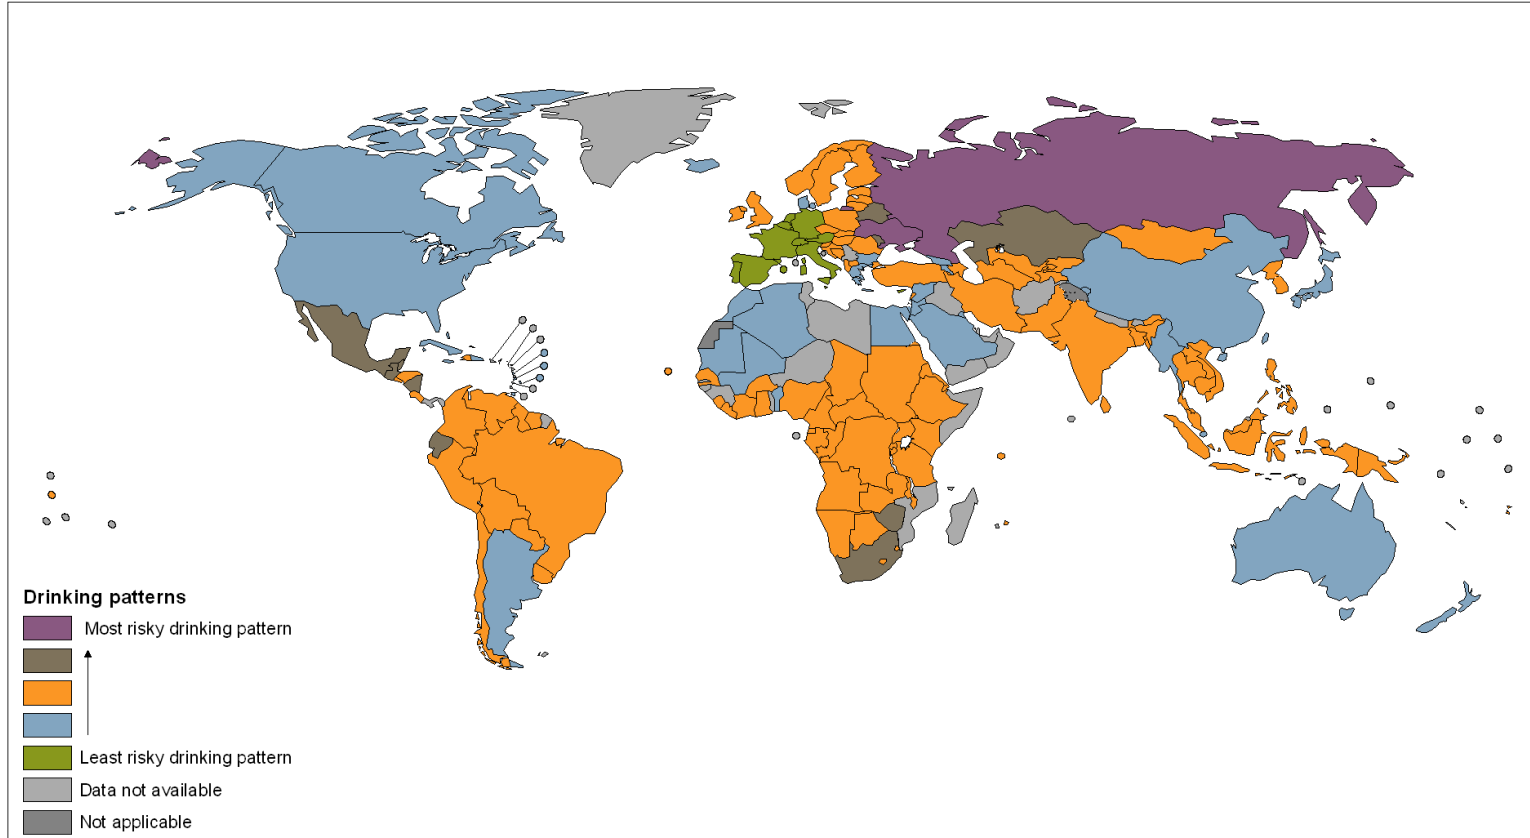 Drinking patterns
Most risky drinking pattern
Least risky drinking pattern
Data not available
Not applicable